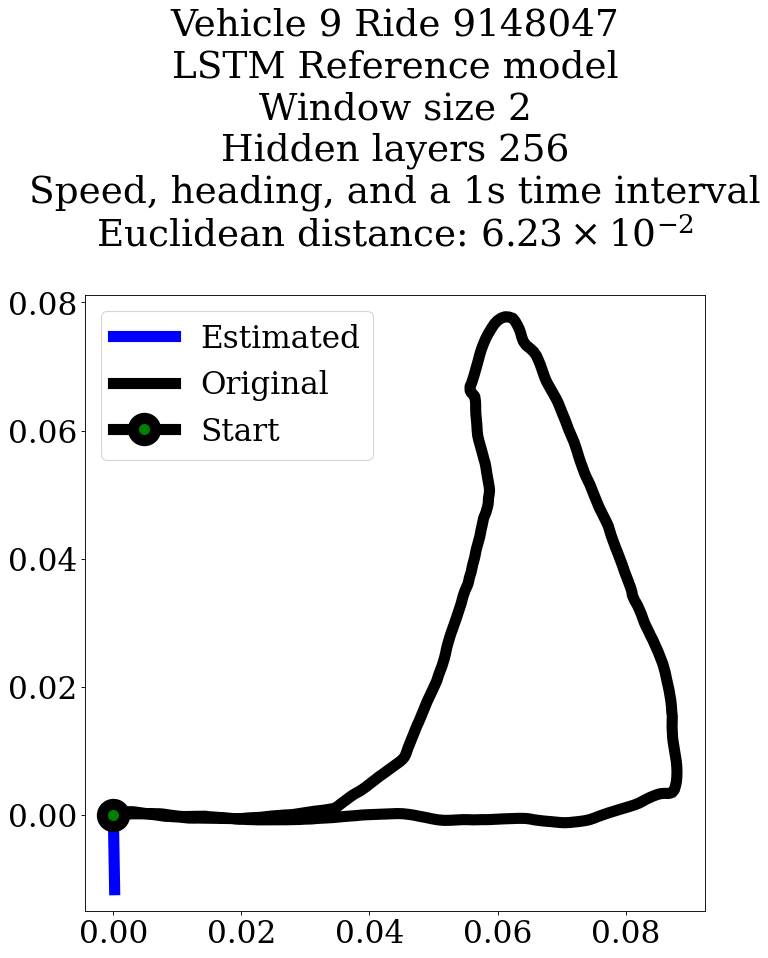 Vehicle 9 Ride 9148047
LSTM Reference model
Window size 2
Hidden layers 256
Speed, heading, and a 1s time interval
Euclidean distance: 6.23 × 10⁻²
0.08
0.06
0.04
0.02
0.00
Estimated
Original
Start
0.00 0.02 0.04 0.06 0.08